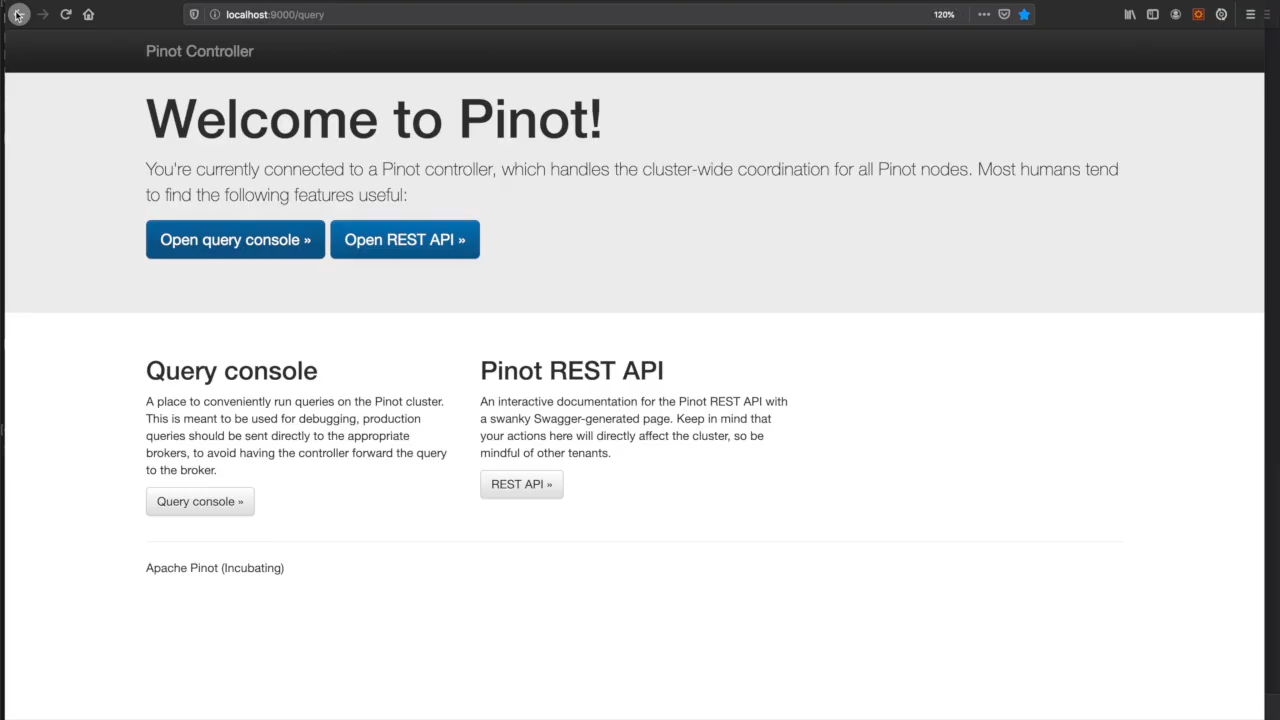 localhost:9000/query
120%
Pinot Controller
Welcome to Pinot!
You're currently connected to a Pinot controller, which handles the cluster-wide coordination for all Pinot nodes. Most humans tend
to find the following features useful:
Open query console »
Open REST API »
Query console
A place to conveniently run queries on the Pinot cluster.
This is meant to be used for debugging, production
queries should be sent directly to the appropriate
brokers, to avoid having the controller forward the query
to the broker.
Query console »
Pinot REST API
An interactive documentation for the Pinot REST API with
a swanky Swagger-generated page. Keep in mind that
your actions here will directly affect the cluster, so be
mindful of other tenants.
REST API »
Apache Pinot (Incubating)